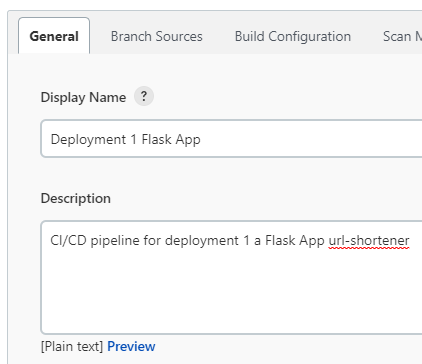 General Branch Sources Build Configuration Scan
Display Name ?
Deployment 1 Flask App
Description
CI/CD pipeline for deployment 1 a Flask App url-shortener
[Plain text] Preview